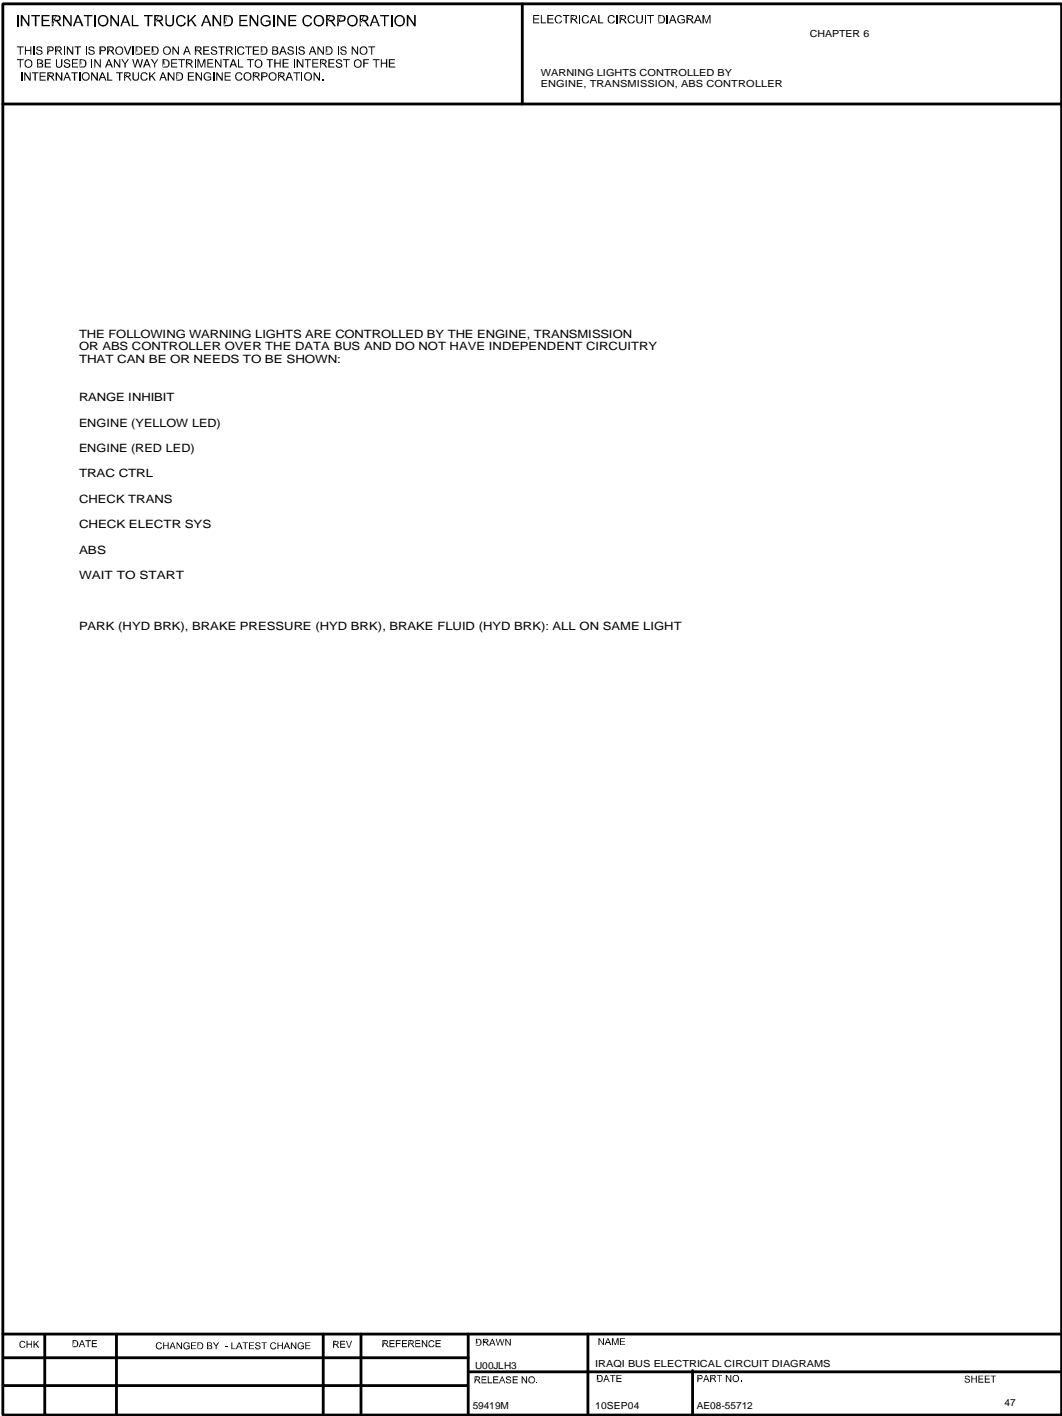 INTERNATIONAL TRUCK AND ENGINE CORPORATION
THIS PRINT IS PROVIDED ON A RESTRICTED BASIS AND IS NOT
TO BE USED IN ANY WAY DETRIMENTAL TO THE INTEREST OF THE
INTERNATIONAL TRUCK AND ENGINE CORPORATION.
ELECTRICAL CIRCUIT DIAGRAM
CHAPTER 6
WARNING LIGHTS CONTROLLED BY
ENGINE, TRANSMISSION, ABS CONTROLLER
THE FOLLOWING WARNING LIGHTS ARE CONTROLLED BY THE ENGINE, TRANSMISSION
OR ABS CONTROLLER OVER THE DATA BUS AND DO NOT HAVE INDEPENDENT CIRCUITRY
THAT CAN BE OR NEEDS TO BE SHOWN:
RANGE INHIBIT
ENGINE (YELLOW LED)
ENGINE (RED LED)
TRAC CTRL
CHECK TRANS
CHECK ELECTR SYS
ABS
WAIT TO START
PARK (HYD BRK), BRAKE PRESSURE (HYD BRK), BRAKE FLUID (HYD BRK): ALL ON SAME LIGHT
CHK DATE CHANGED BY - LATEST CHANGE REV REFERENCE DRAWN NAME
U00JLH3 IRAQI BUS ELECTRICAL CIRCUIT DIAGRAMS
RELEASE NO. DATE PART NO. SHEET
59419M 10SEP04 AE08-55712 47